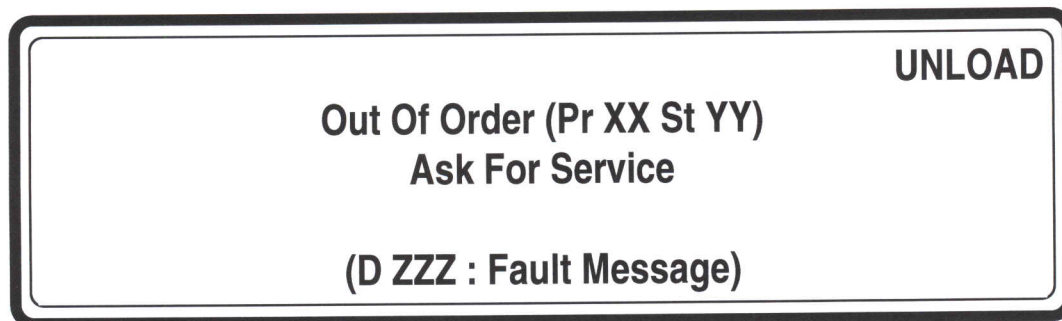 UNLOAD
Out Of Order (Pr XX St YY)
Ask For Service
(D ZZZ : Fault Message)